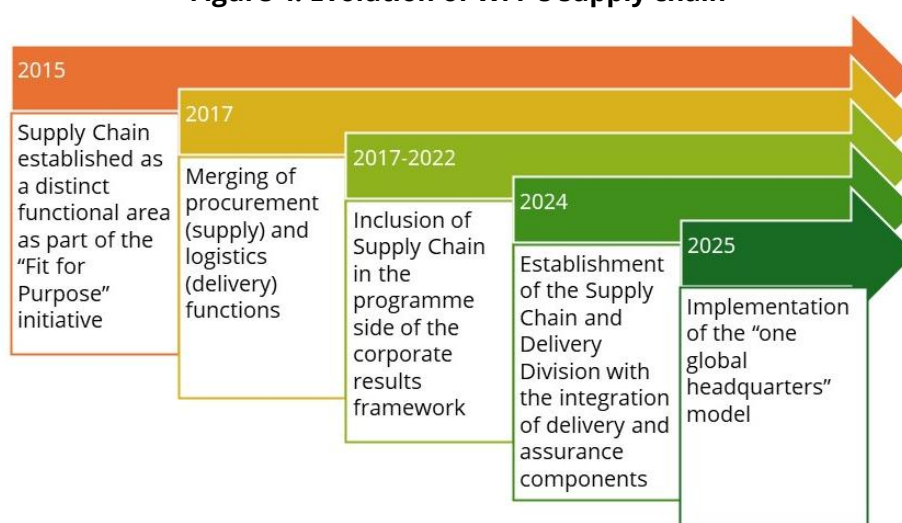 2015
Supply Chain
established as
a distinct
functional area
as part of the
“Fit for
Purpose”
initiative
2017
Merging of
procurement
(supply) and
logistics
(delivery)
functions
2017-2022
Inclusion of
Supply Chain
in the
programme
side of the
corporate
results
framework
2024
Establishment
of the Supply
Chain and
Delivery
Division with
the integration
of delivery and
assurance
components
2025
Implementation
of the “one
global
headquarters”
model